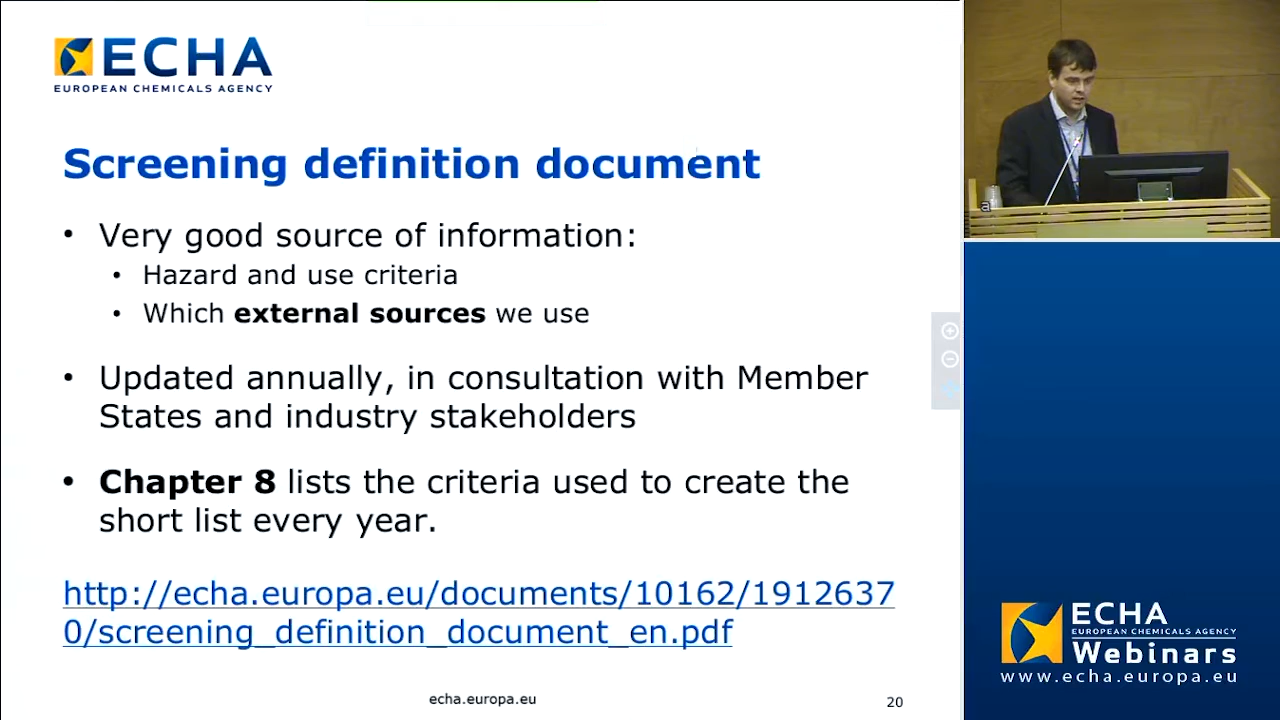 ECHA
EUROPEAN CHEMICALS AGENCY
Screening definition document
• Very good source of information:
• Hazard and use criteria
• Which external sources we use
• Updated annually, in consultation with Member
States and industry stakeholders
• Chapter 8 lists the criteria used to create the
short list every year.
http://echa.europa.eu/documents/10162/1912637
0/screening_definition_document_en.pdf
echa.europa.eu
20
a
ECHA
EUROPEAN CHEMICALS AGENCY
Webinars
www.echa.europa.eu